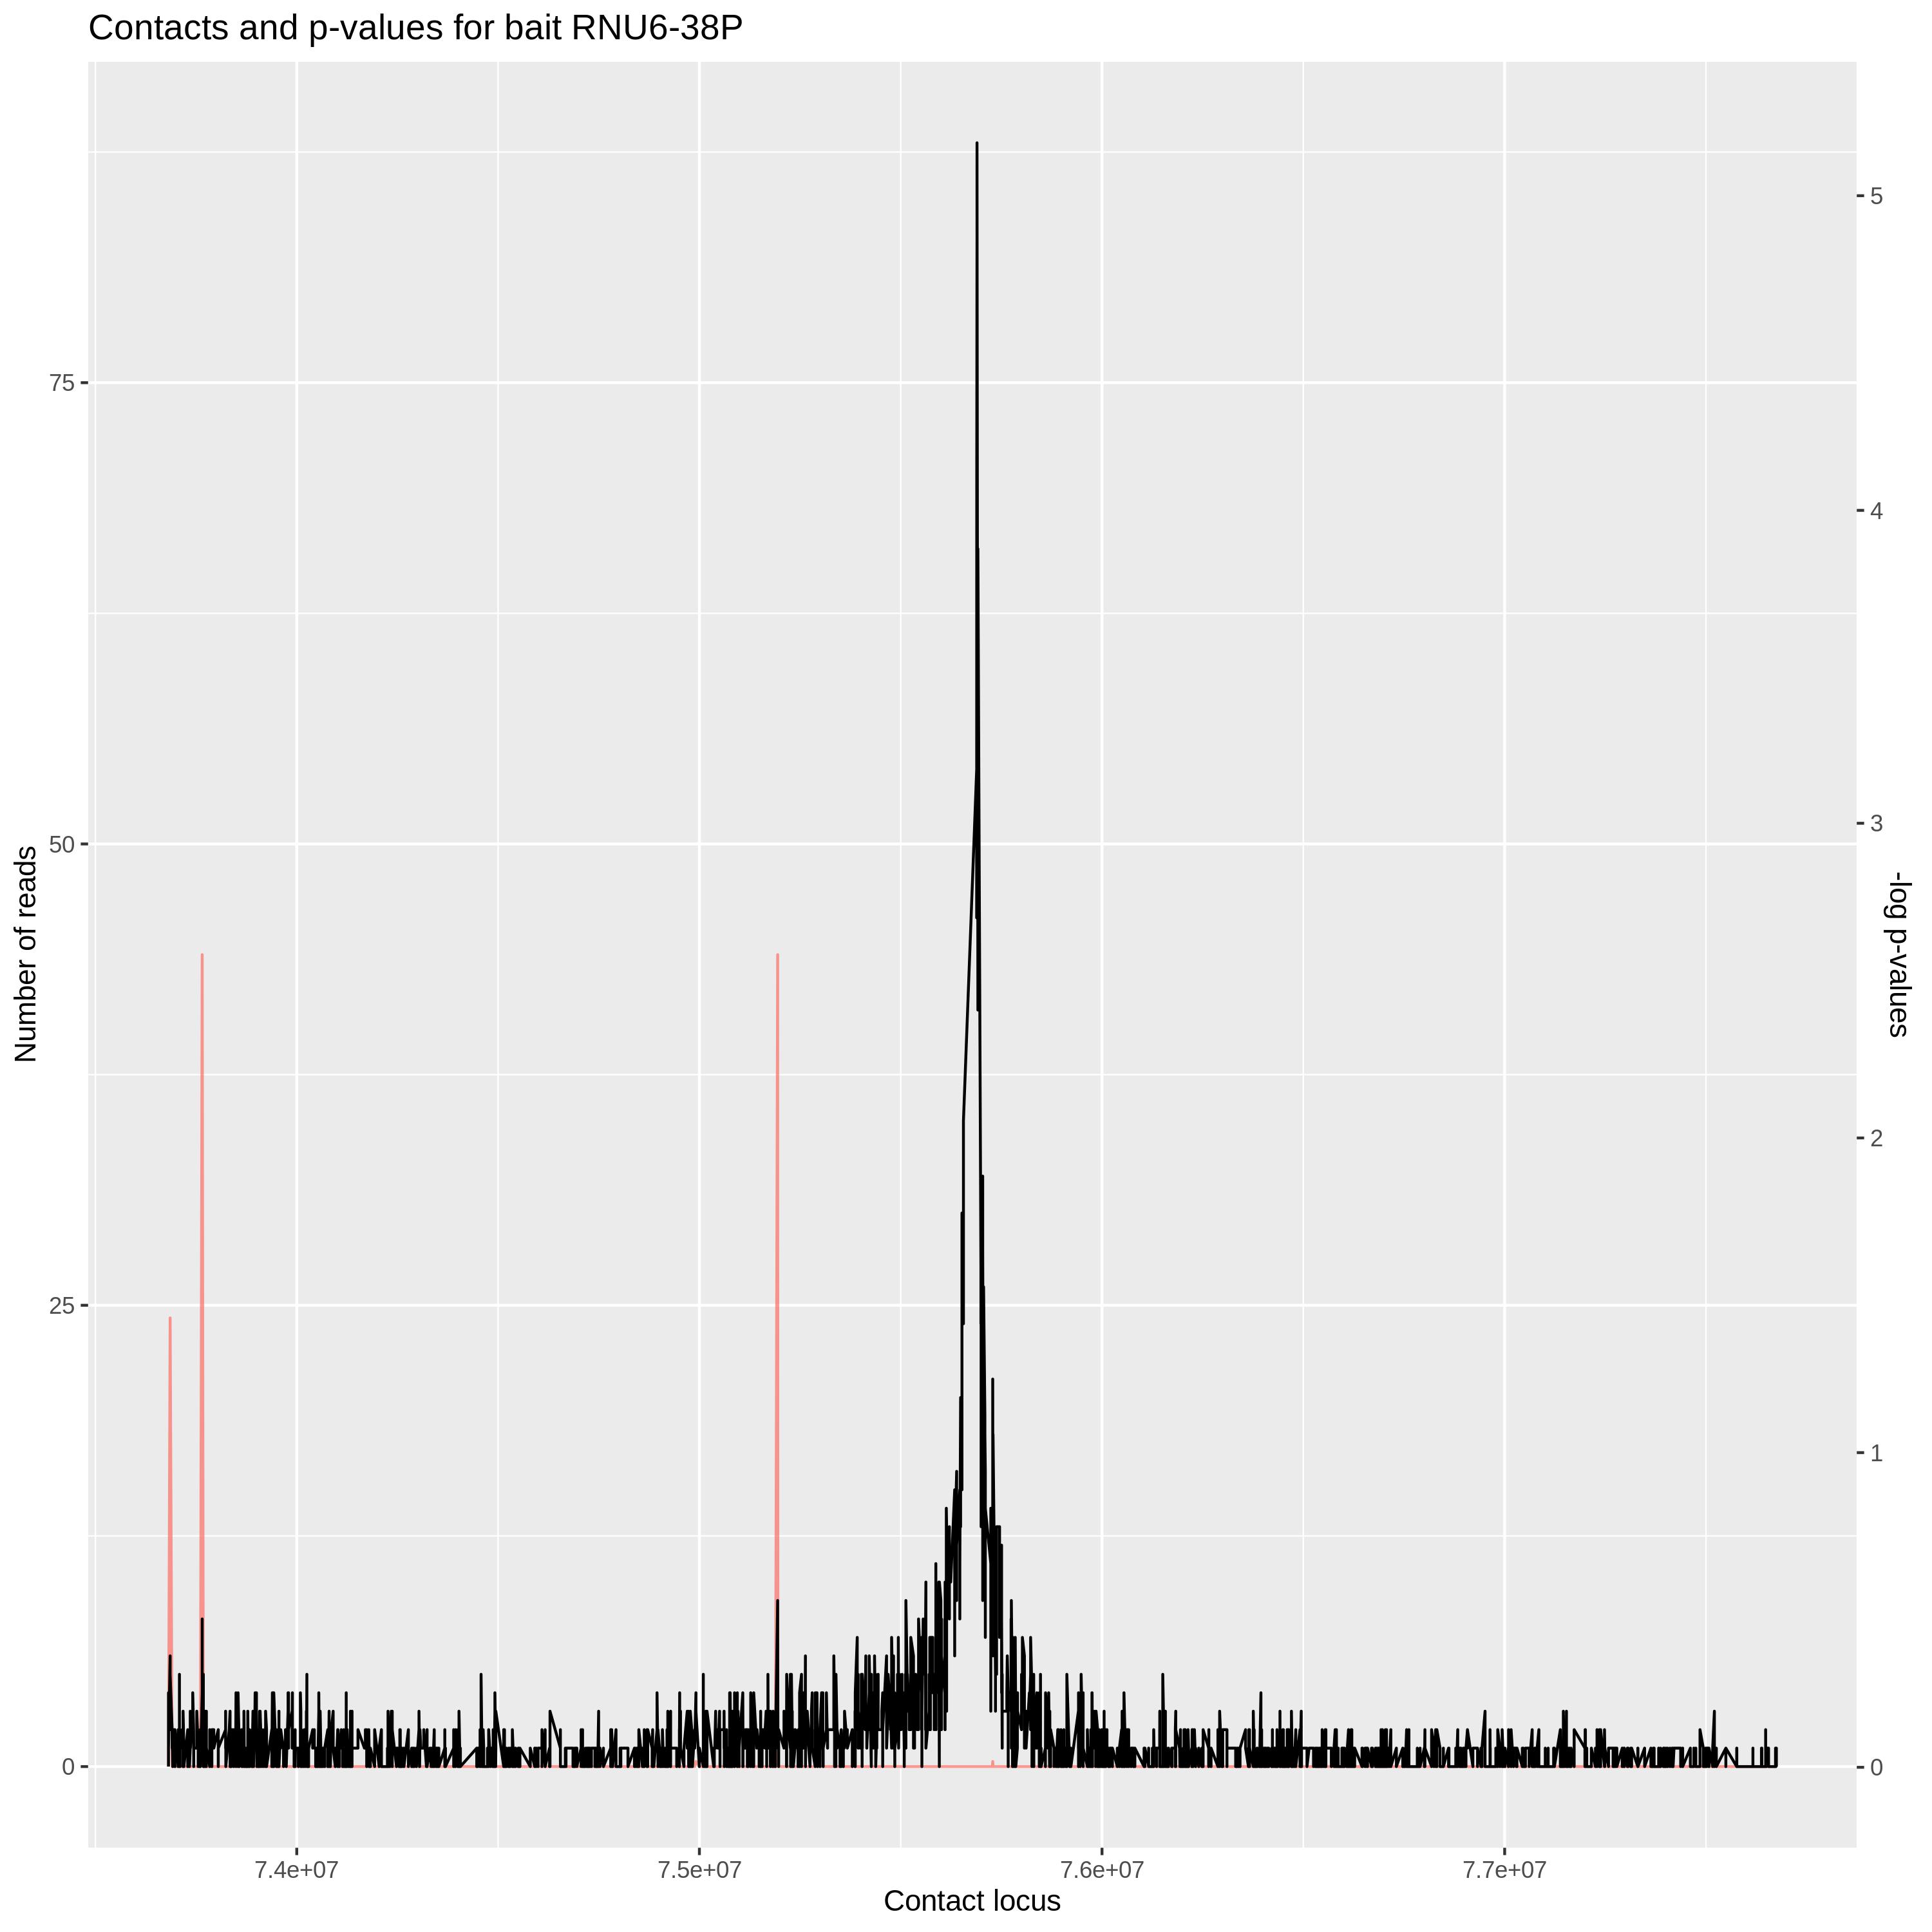 Contacts and p-values for bait RNU6-38P
75
50
25
0
Number of reads
5
4
3
2
1
0
-log p-values
7.4e+07
7.5e+07
7.6e+07
7.7e+07
Contact locus